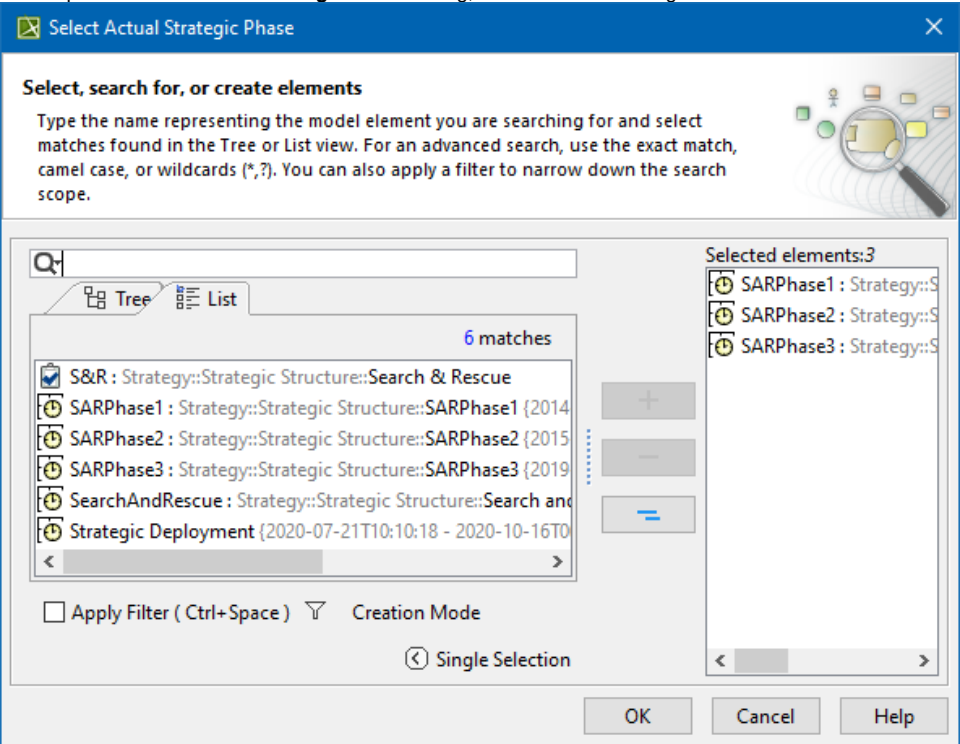 Select Actual Strategic Phase
Select, search for, or create elements
Type the name representing the model element you are searching for and select
matches found in the Tree or List view. For an advanced search, use the exact match,
camel case, or wildcards (*,?). You can also apply a filter to narrow down the search
scope.
Tree
List
6 matches
S&R : Strategy::Strategic Structure::Search & Rescue
SARPhase1 : Strategy::Strategic Structure::SARPhase1 {2014
SARPhase2 : Strategy::Strategic Structure::SARPhase2 {2015
SARPhase3 : Strategy::Strategic Structure::SARPhase3 {2019
SearchAndRescue : Strategy::Strategic Structure::Search and
Strategic Deployment {2020-07-21T10:10:18 - 2020-10-16T0
Apply Filter ( Ctrl+Space )
Creation Mode
Single Selection
Selected elements:3
SARPhase1 : Strategy::S
SARPhase2 : Strategy::S
SARPhase3 : Strategy::S
OK
Cancel
Help